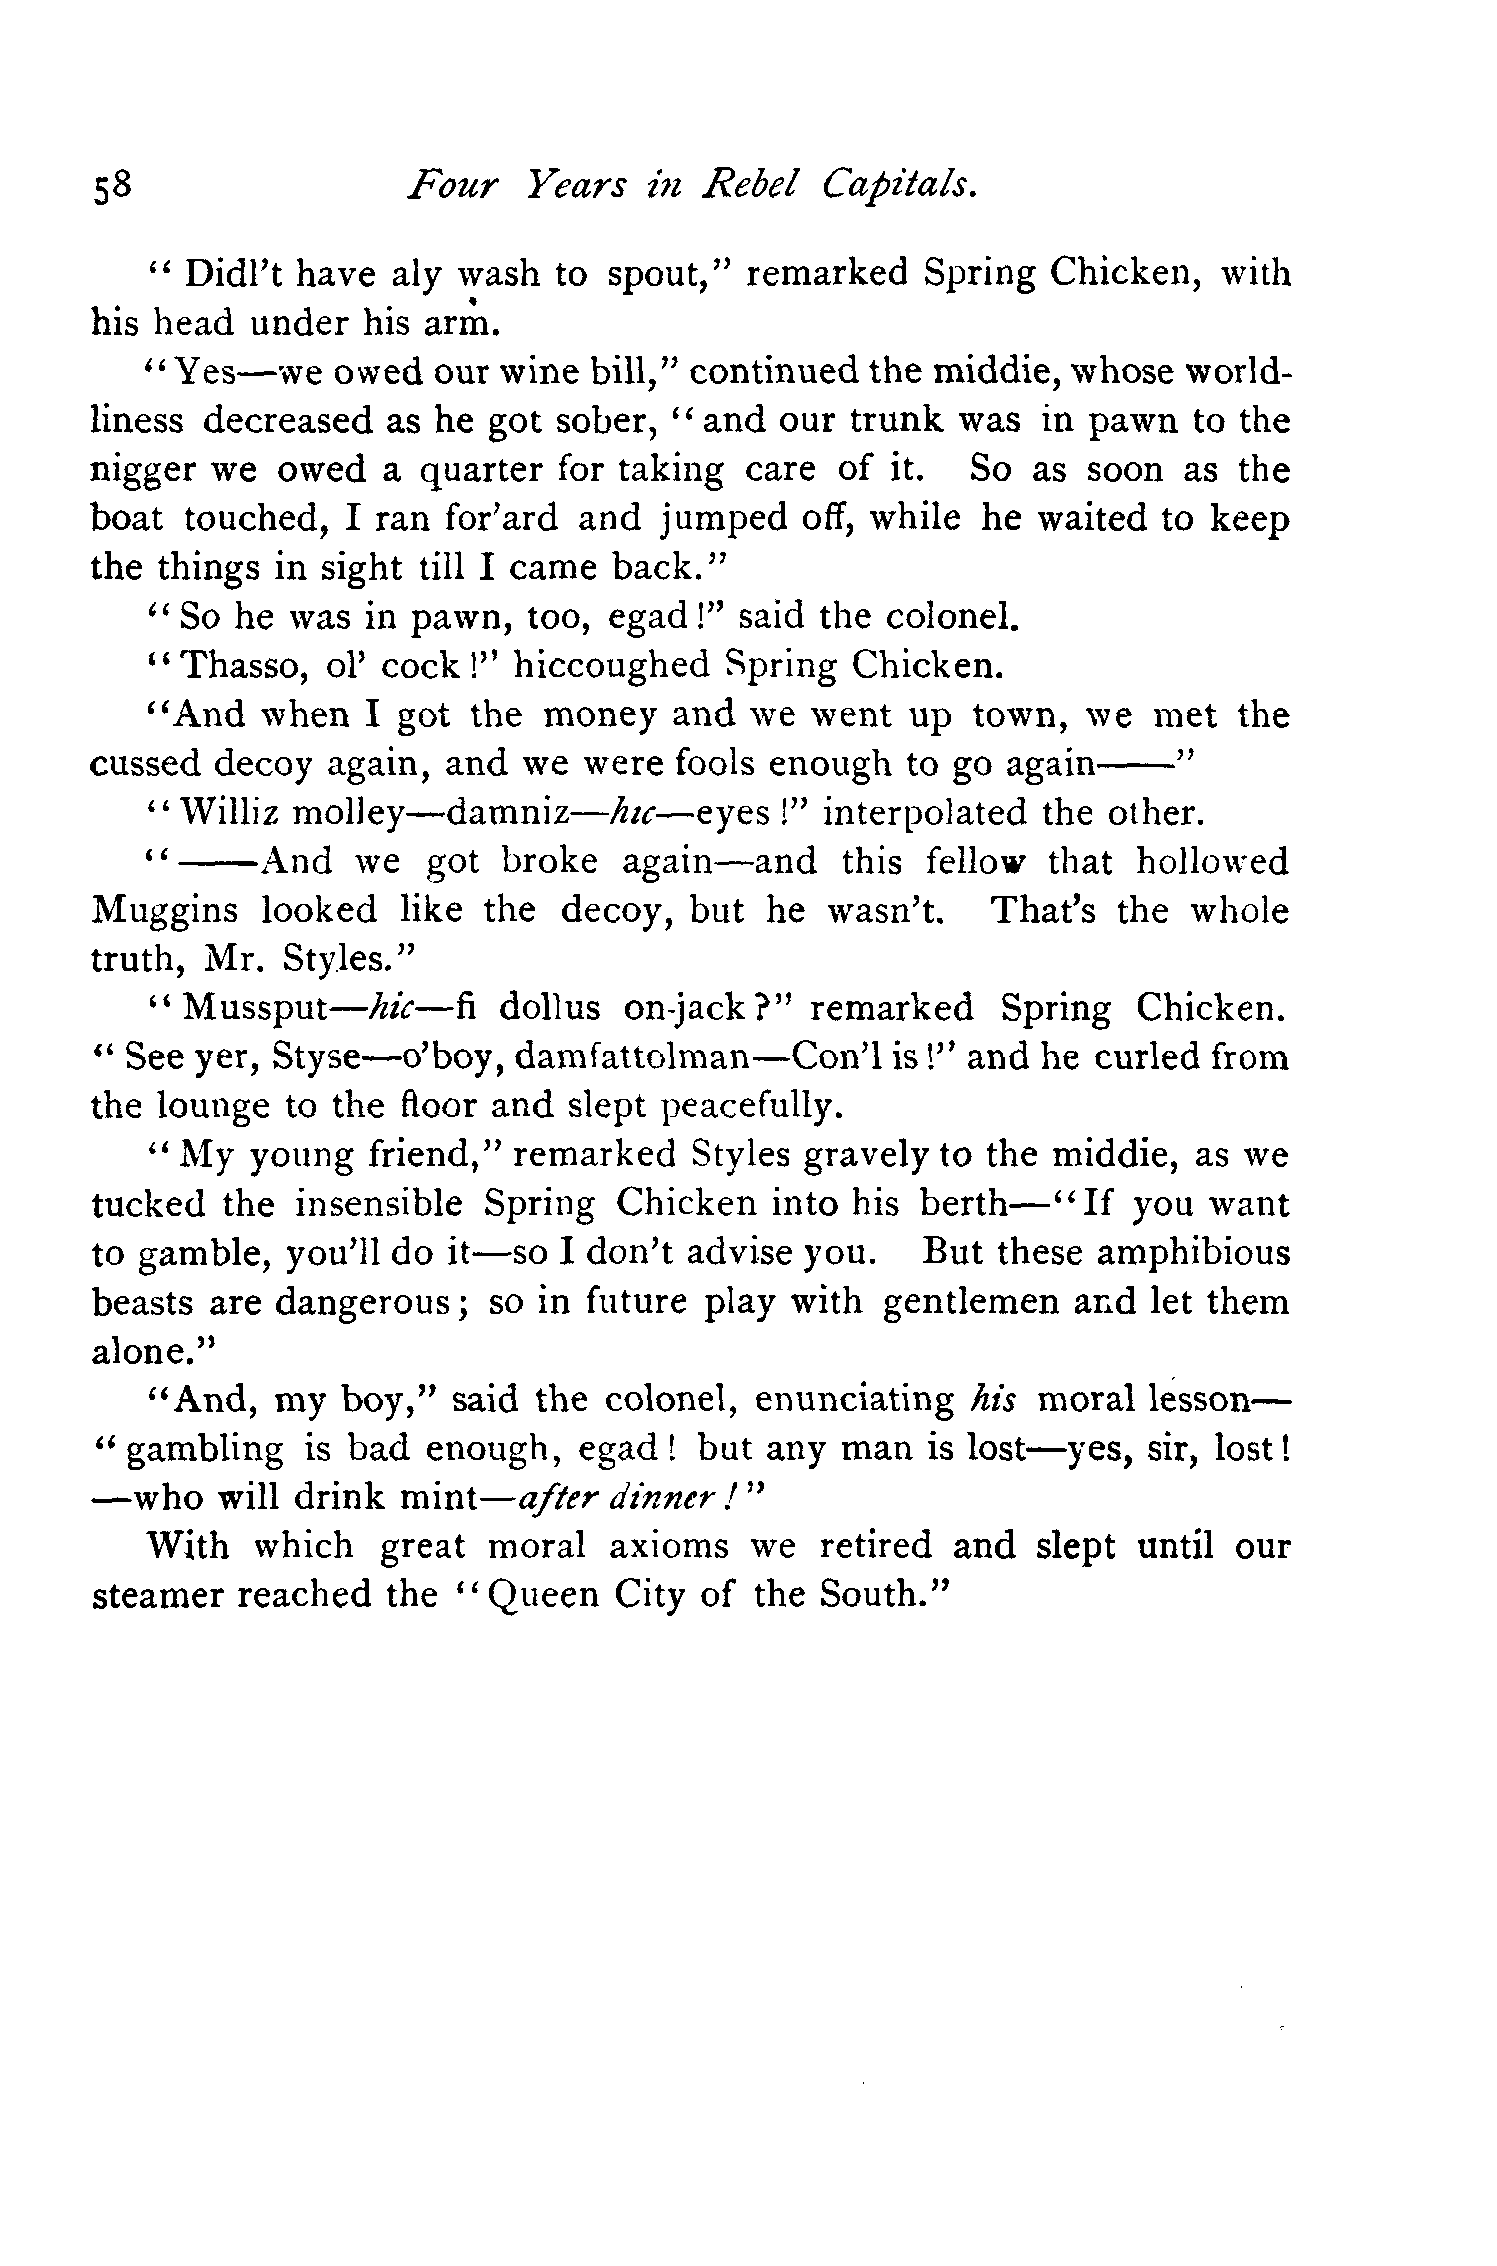 58 Four Years in Rebel Capitals.
" Didl't have aly wash to spout," remarked Spring Chicken, with
his head under his arm.
"Yes—we owed our wine bill," continued the middie, whose world-
liness decreased as he got sober, "and our trunk was in pawn to the
nigger we owed a quarter for taking care of it. So as soon as the
boat touched, I ran for'ard and jumped off, while he waited to keep
the things in sight till I came back."
"So he was in pawn, too, egad!" said the colonel.
"Thasso, ol' cock!" hiccoughed Spring Chicken.
"And when I got the money and we went up town, we met the
cussed decoy again, and we were fools enough to go again——"
"Williz molley—damniz—hic—eyes!" interpolated the other.
"——And we got broke again—and this fellow that hollowed
Muggins looked like the decoy, but he wasn't. That's the whole
truth, Mr. Styles."
"Mussput—hic—fi dollus on-jack?" remarked Spring Chicken.
"See yer, Styse—o'boy, damfattolman—Con'l is!" and he curled from
the lounge to the floor and slept peacefully.
"My young friend," remarked Styles gravely to the middie, as we
tucked the insensible Spring Chicken into his berth—"If you want
to gamble, you'll do it—so I don't advise you. But these amphibious
beasts are dangerous; so in future play with gentlemen and let them
alone."
"And, my boy," said the colonel, enunciating his moral lesson—
"gambling is bad enough, egad! but any man is lost—yes, sir, lost!
—who will drink mint—after dinner!"
With which great moral axioms we retired and slept until our
steamer reached the "Queen City of the South."